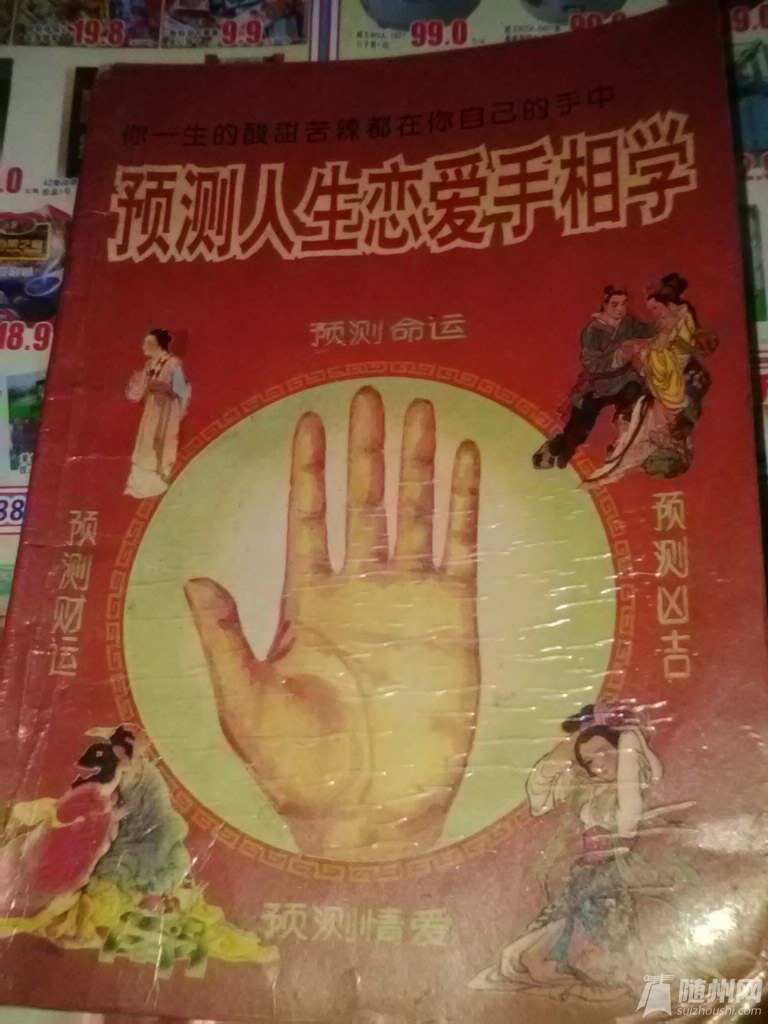 19.8
9.9
99.0
你一生的酸甜苦辣都在你自己的手中
预测人生恋爱手相学
18.9
预测命运
预测财运
预测凶吉
预测情爱
随州网
suizhoushi.com